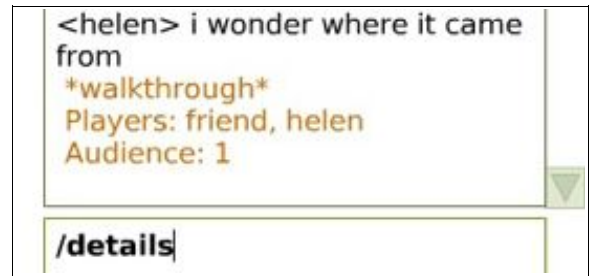 <helen> i wonder where it came
from
*walkthrough*
Players: friend, helen
Audience: 1
/details